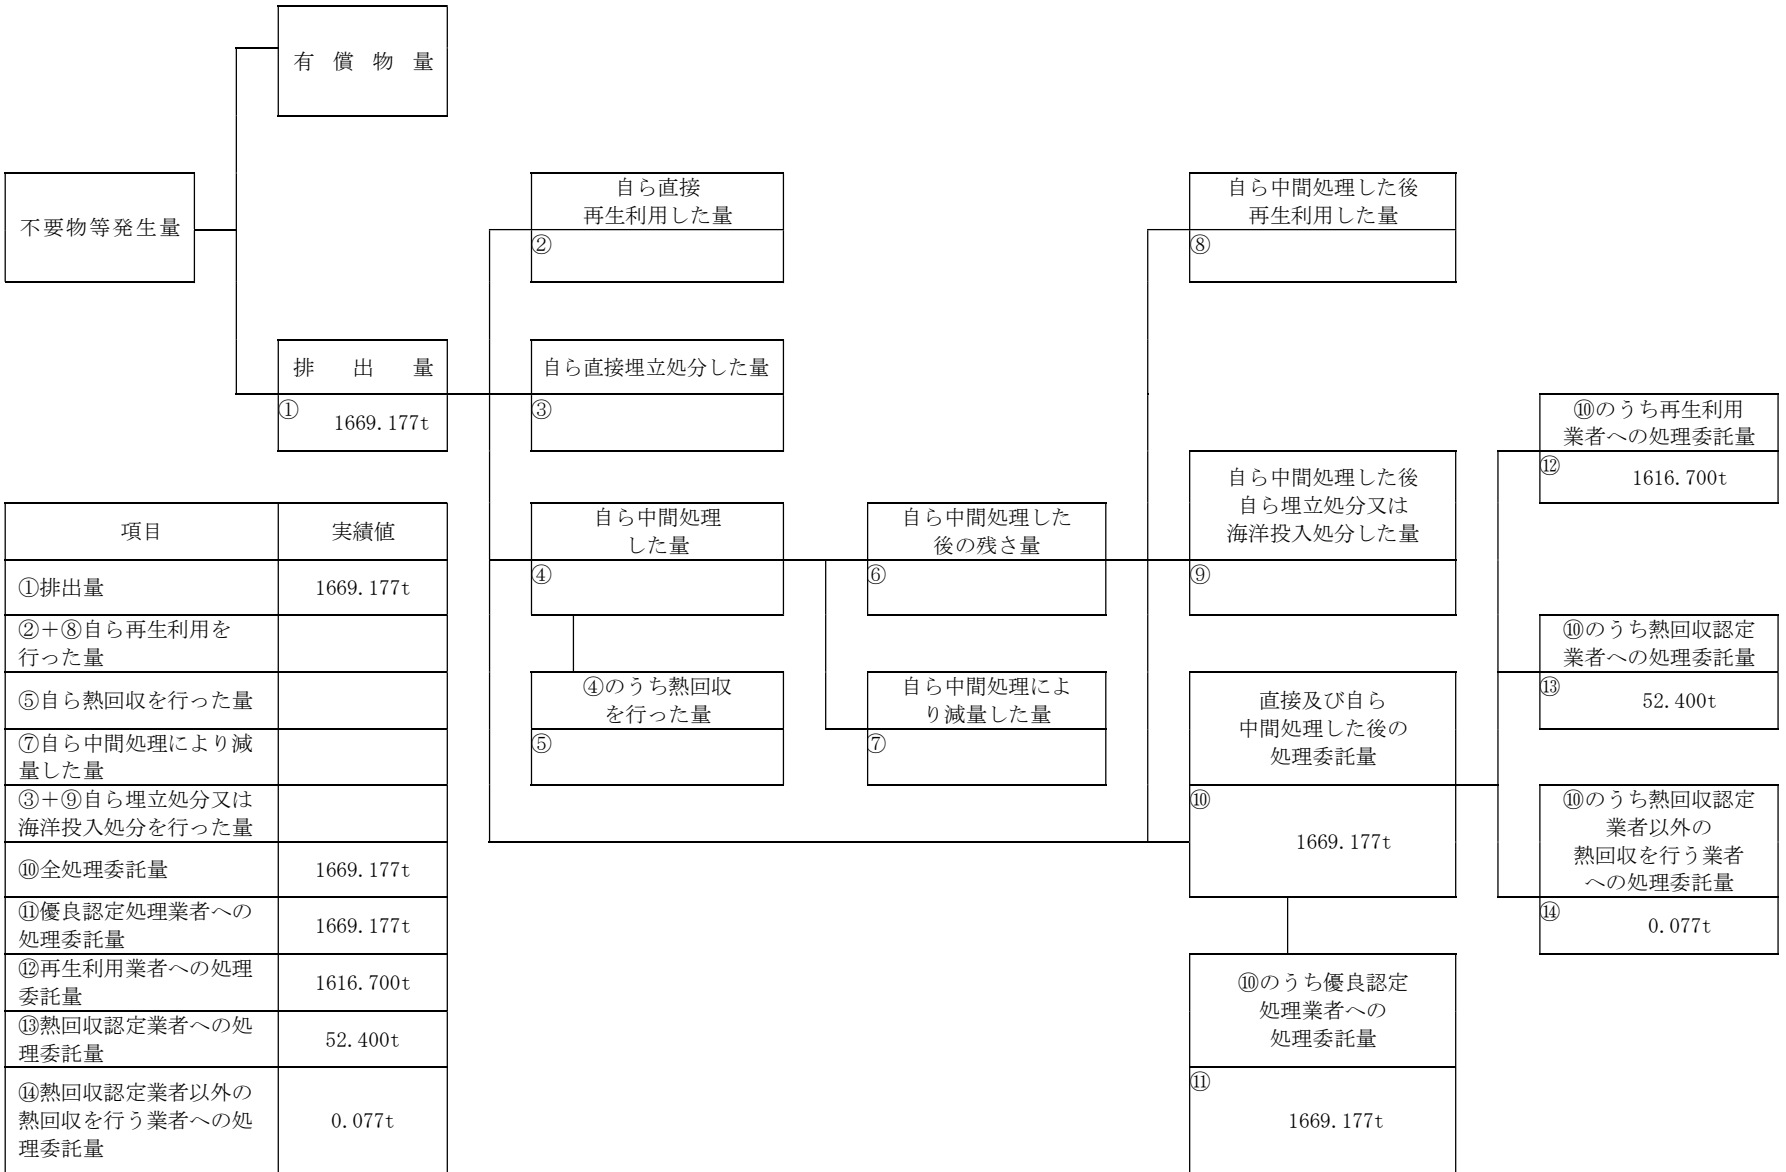 有償物量
不要物等発生量
自ら直接
再生利用した量
②
自ら中間処理した後
再生利用した量
⑧
排出量
①
1669.177t
自ら直接埋立処分した量
③
⑩のうち再生利用
業者への処理委託量
⑫
1616.700t
自ら中間処理
した量
④
自ら中間処理した
後の残さ量
⑥
自ら中間処理した後
自ら埋立処分又は
海洋投入処分した量
⑨
⑩のうち熱回収認定
業者への処理委託量
⑬
52.400t
④のうち熱回収
を行った量
⑤
自ら中間処理によ
り減量した量
⑦
直接及び自ら
中間処理した後の
処理委託量
⑩
1669.177t
⑩のうち熱回収認定
業者以外の
熱回収を行う業者
への処理委託量
⑭
0.077t
⑩のうち優良認定
処理業者への
処理委託量
⑪
1669.177t
項目 実績値
①排出量 1669.177t
②＋⑧自ら再生利用を
行った量
⑤自ら熱回収を行った量
⑦自ら中間処理により減
量した量
③＋⑨自ら埋立処分又は
海洋投入処分を行った量
⑩全処理委託量 1669.177t
⑪優良認定処理業者への
処理委託量
1669.177t
⑫再生利用業者への処理
委託量
1616.700t
⑬熱回収認定業者への処
理委託量
52.400t
⑭熱回収認定業者以外の
熱回収を行う業者への処
理委託量
0.077t